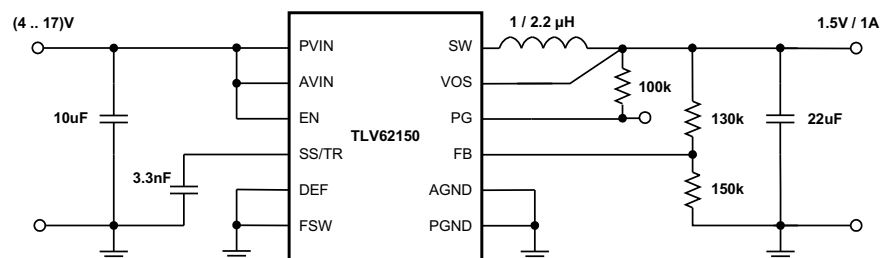 (4 .. 17)V
1 / 2.2 µH
1.5V / 1A
PVIN
SW
AVIN
VOS
100k
10uF
EN
PG
130k
22uF
TLV62150
SS/TR
FB
3.3nF
DEF
AGND
150k
FSW
PGND